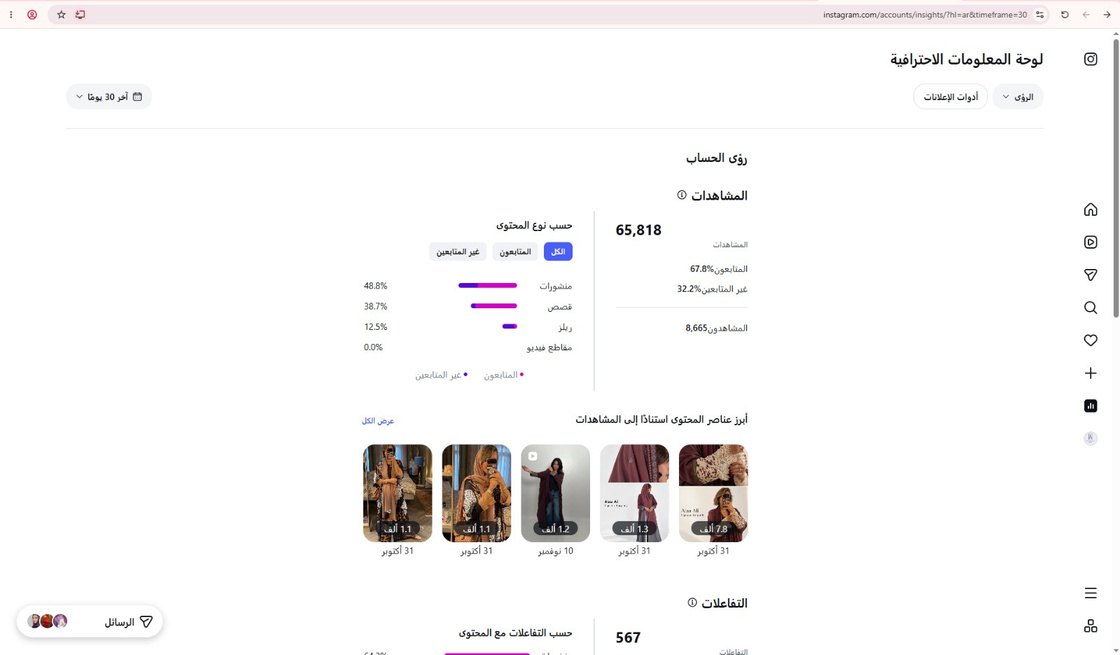 instagram.com/accounts/insights/?hl=ar&timeframe=30
لوحة المعلومات الاحترافية
الرؤى
أدوات الإعلانات
آخر 30 يومًا
رؤى الحساب
المشاهدات
65,818
المشاهدات
المتابعون67.8%
غير المتابعين32.2%
المشاهدون8,665
حسب نوع المحتوى
الكل
المتابعون
غير المتابعين
منشورات 48.8%
قصص 38.7%
ريلز 12.5%
مقاطع فيديو 0.0%
المتابعون
غير المتابعين
أبرز عناصر المحتوى استنادًا إلى المشاهدات
عرض الكل
7.8 ألف
31 أكتوبر
1.3 ألف
31 أكتوبر
1.2 ألف
10 نوفمبر
1.1 ألف
31 أكتوبر
1.1 ألف
31 أكتوبر
التفاعلات
567
التفاعلات
حسب التفاعلات مع المحتوى
الرسائل